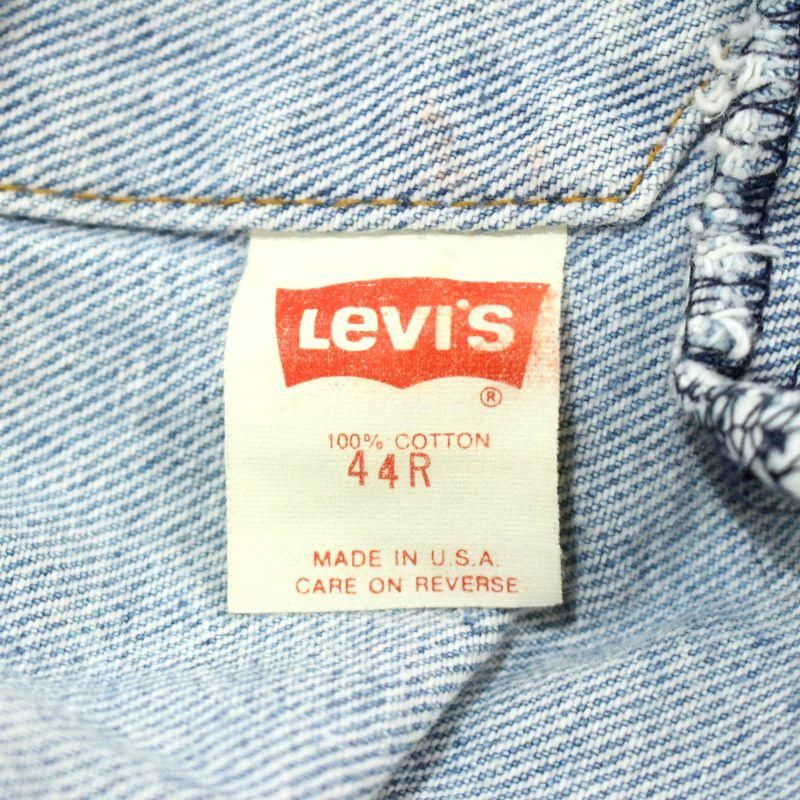 LEVI'S
®
100% COTTON
44R
MADE IN U.S.A.
CARE ON REVERSE